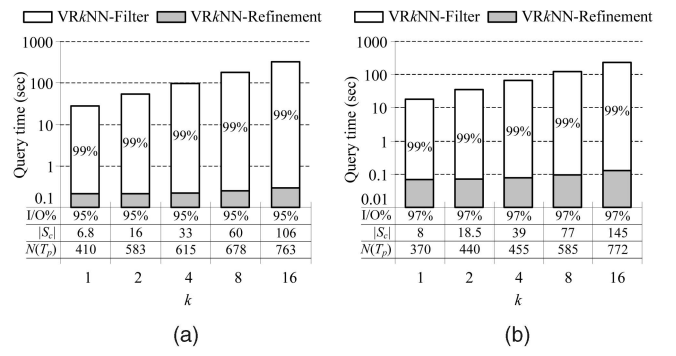 VRkNN-Filter VRkNN-Refinement
Query time (sec)
1000
100
10
1
0.1
99% 99% 99% 99% 99%
I/O% 95% 95% 95% 95% 95%
|Sc| 6.8 16 33 60 106
N(Tp) 410 583 615 678 763
1 2 4 8 16
k
(a)
VRkNN-Filter VRkNN-Refinement
Query time (sec)
1000
100
10
1
0.1
0.01
99% 99% 99% 99% 99%
I/O% 97% 97% 97% 97% 97%
|Sc| 8 18.5 39 77 145
N(Tp) 370 440 455 585 772
1 2 4 8 16
k
(b)